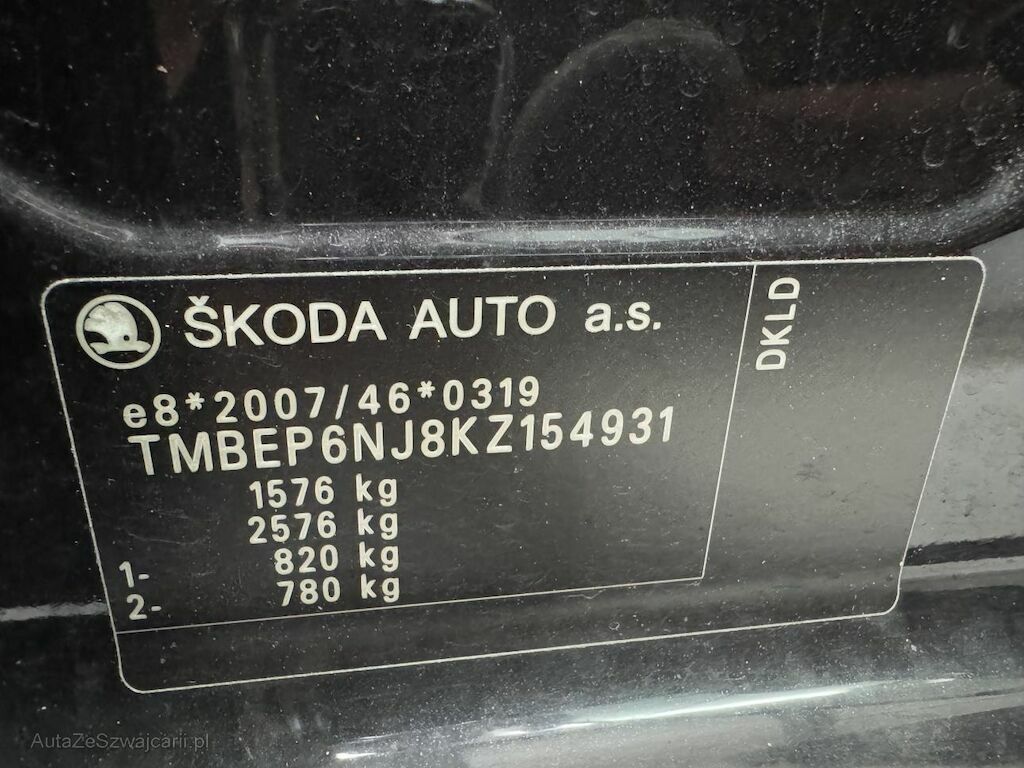 ŠKODA AUTO a.s.
DKLD
e8*2007/46*0319
TMBEP6NJ8KZ154931
1576 kg
2576 kg
1- 820 kg
2- 780 kg
AutaZeSzwajcarii.pl